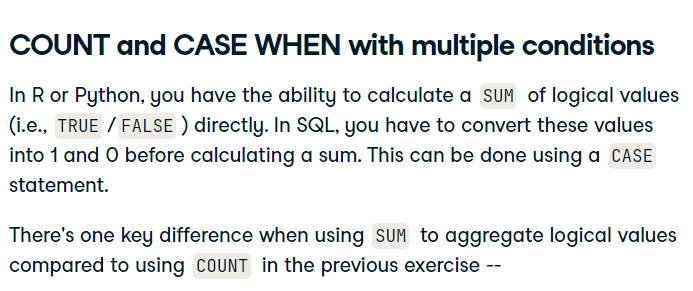 COUNT and CASE WHEN with multiple conditions
In R or Python, you have the ability to calculate a SUM of logical values
(i.e., TRUE / FALSE ) directly. In SQL, you have to convert these values
into 1 and 0 before calculating a sum. This can be done using a CASE
statement.
There's one key difference when using SUM to aggregate logical values
compared to using COUNT in the previous exercise --